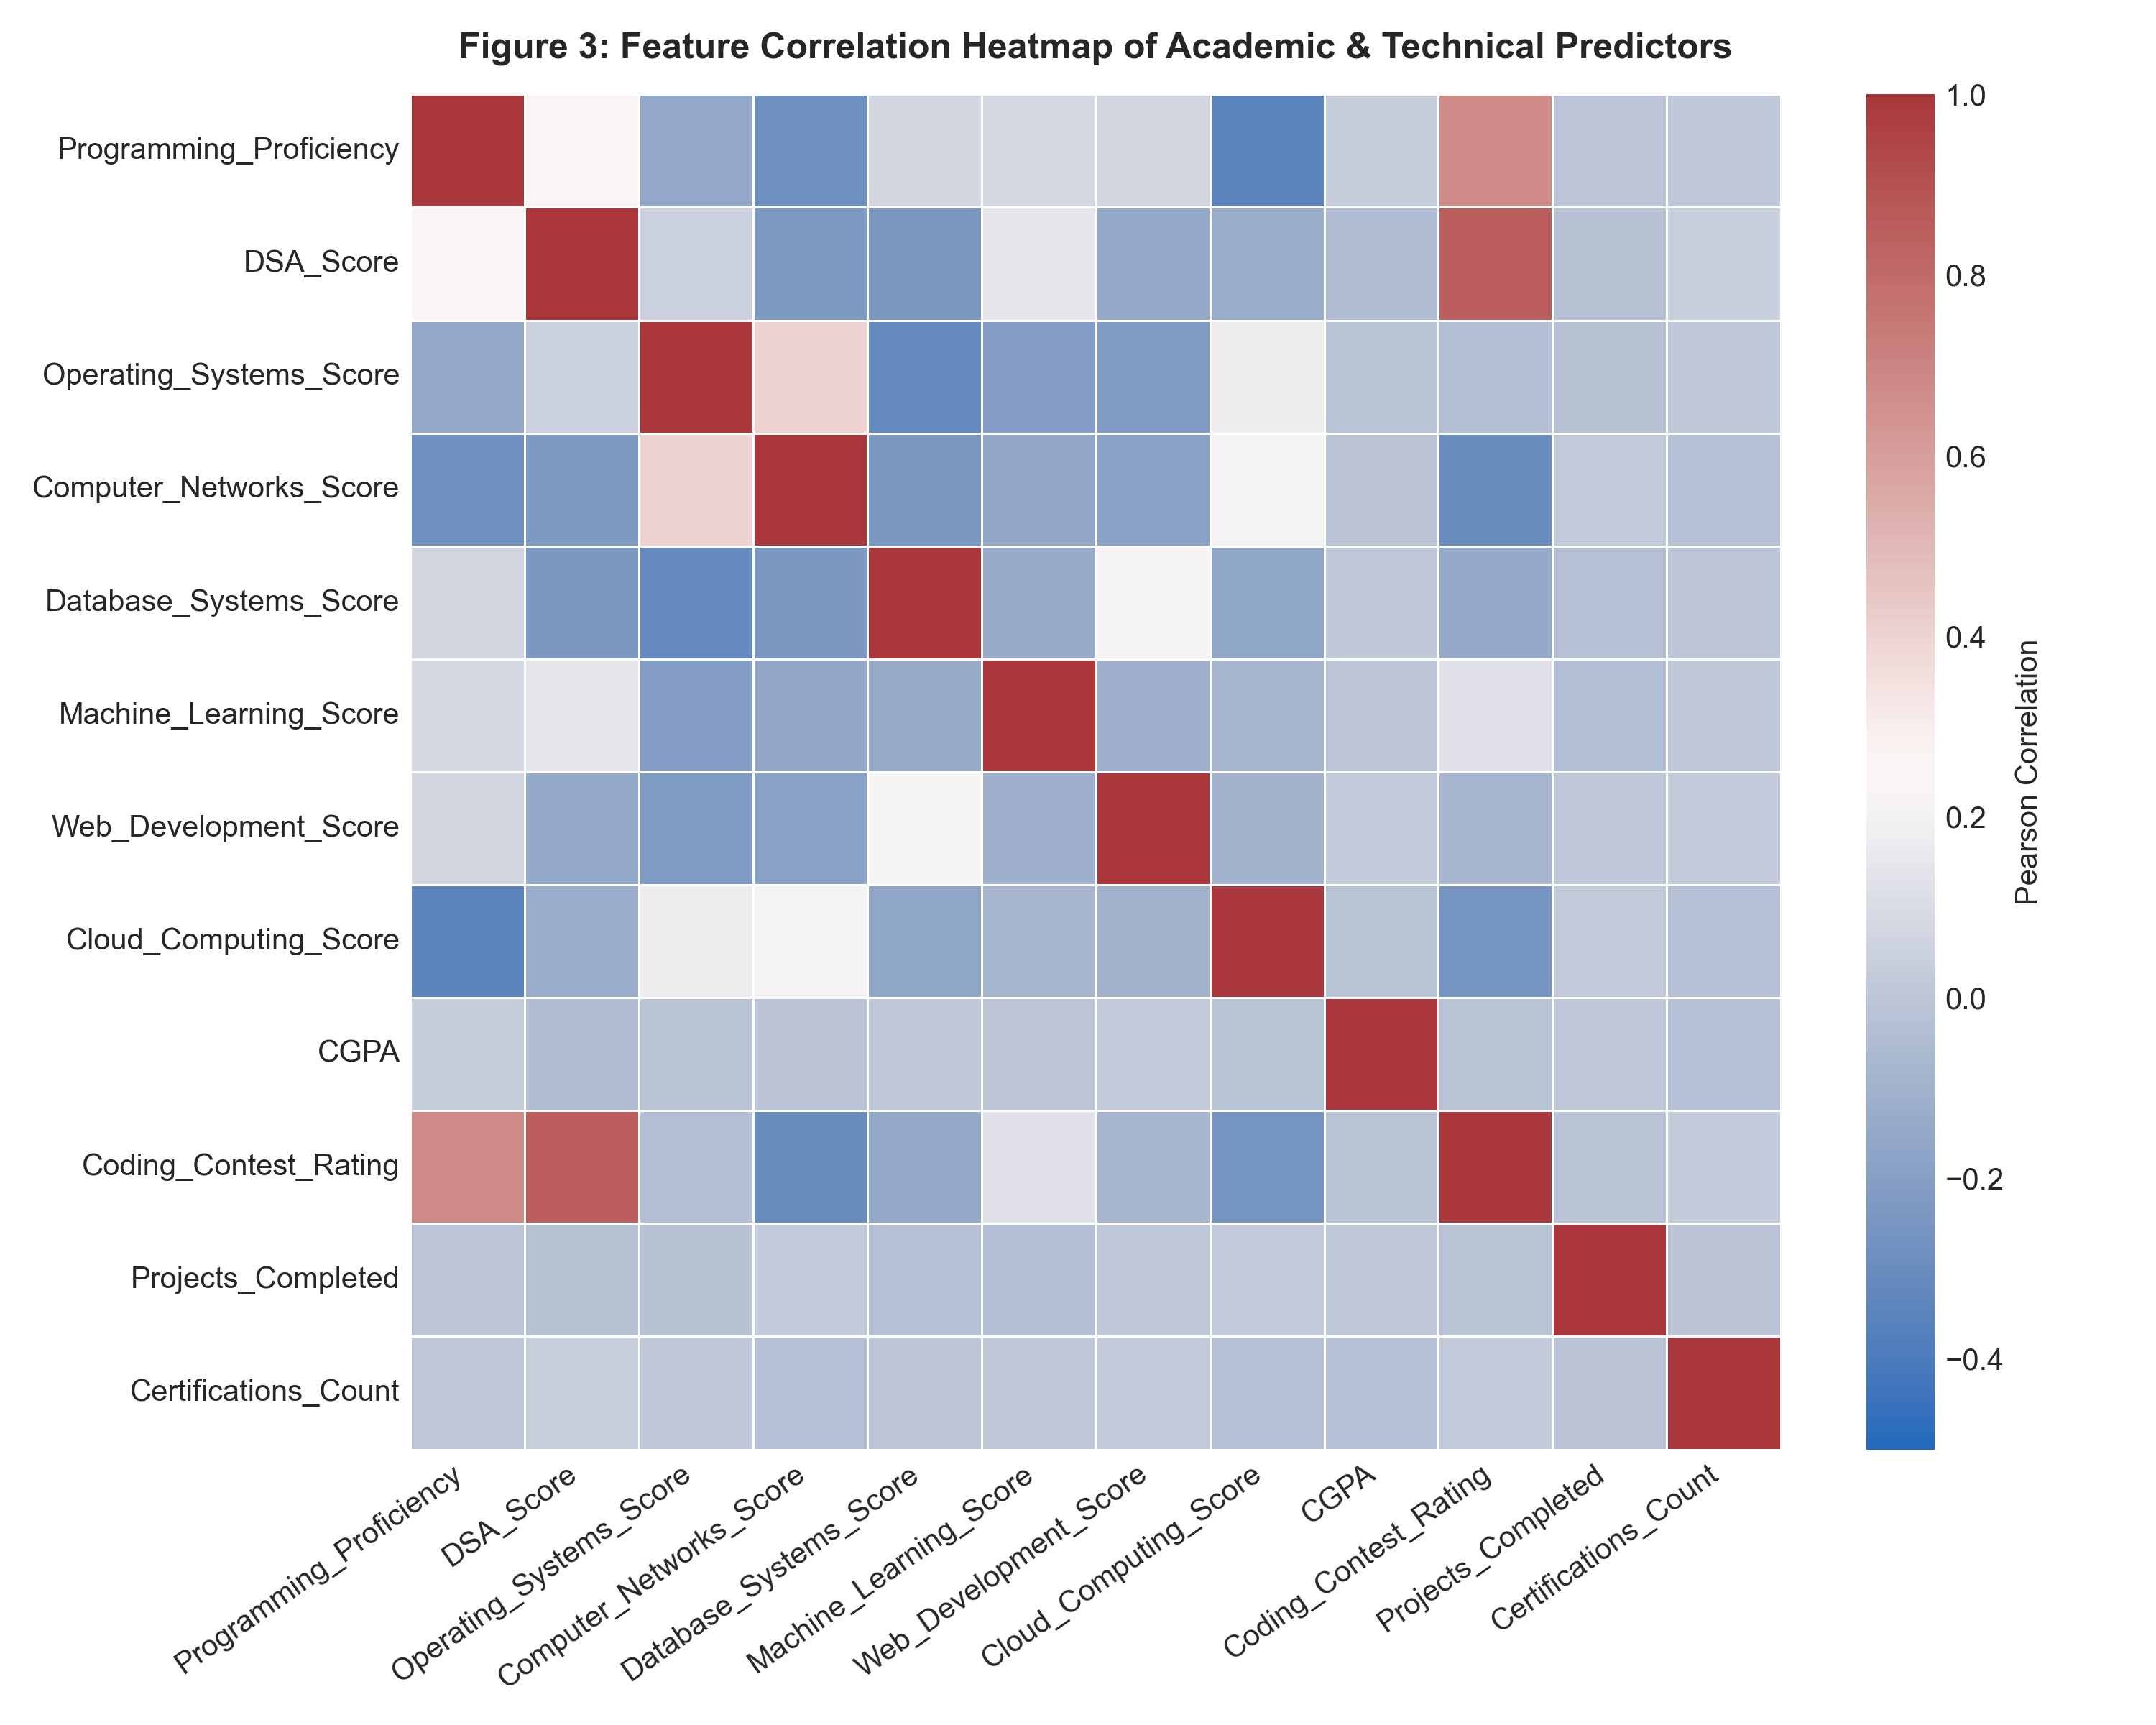 Figure 3: Feature Correlation Heatmap of Academic & Technical Predictors
Programming_Proficiency
DSA_Score
Operating_Systems_Score
Computer_Networks_Score
Database_Systems_Score
Machine_Learning_Score
Web_Development_Score
Cloud_Computing_Score
CGPA
Coding_Contest_Rating
Projects_Completed
Certifications_Count
Programming_Proficiency
DSA_Score
Operating_Systems_Score
Computer_Networks_Score
Database_Systems_Score
Machine_Learning_Score
Web_Development_Score
Cloud_Computing_Score
CGPA
Coding_Contest_Rating
Projects_Completed
Certifications_Count
1.0
0.8
0.6
0.4
0.2
0.0
−0.2
−0.4
Pearson Correlation